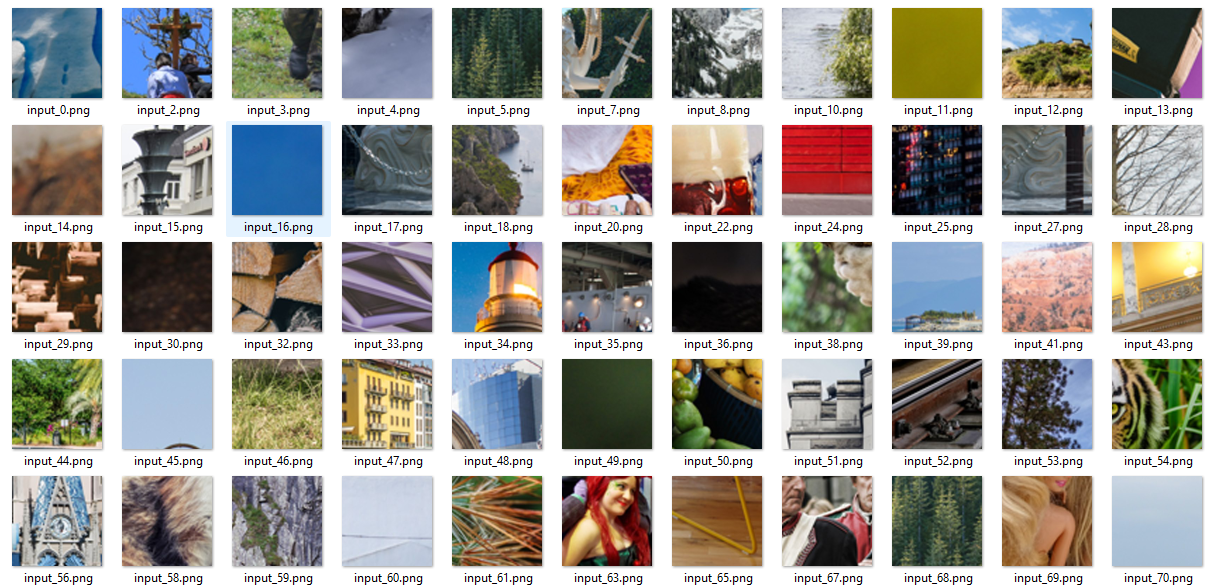 input_0.png input_2.png input_3.png input_4.png input_5.png input_7.png input_8.png input_10.png input_11.png input_12.png input_13.png
input_14.png input_15.png input_16.png input_17.png input_18.png input_20.png input_22.png input_24.png input_25.png input_27.png input_28.png
input_29.png input_30.png input_32.png input_33.png input_34.png input_35.png input_36.png input_38.png input_39.png input_41.png input_43.png
input_44.png input_45.png input_46.png input_47.png input_48.png input_49.png input_50.png input_51.png input_52.png input_53.png input_54.png
input_56.png input_58.png input_59.png input_60.png input_61.png input_63.png input_65.png input_67.png input_68.png input_69.png input_70.png